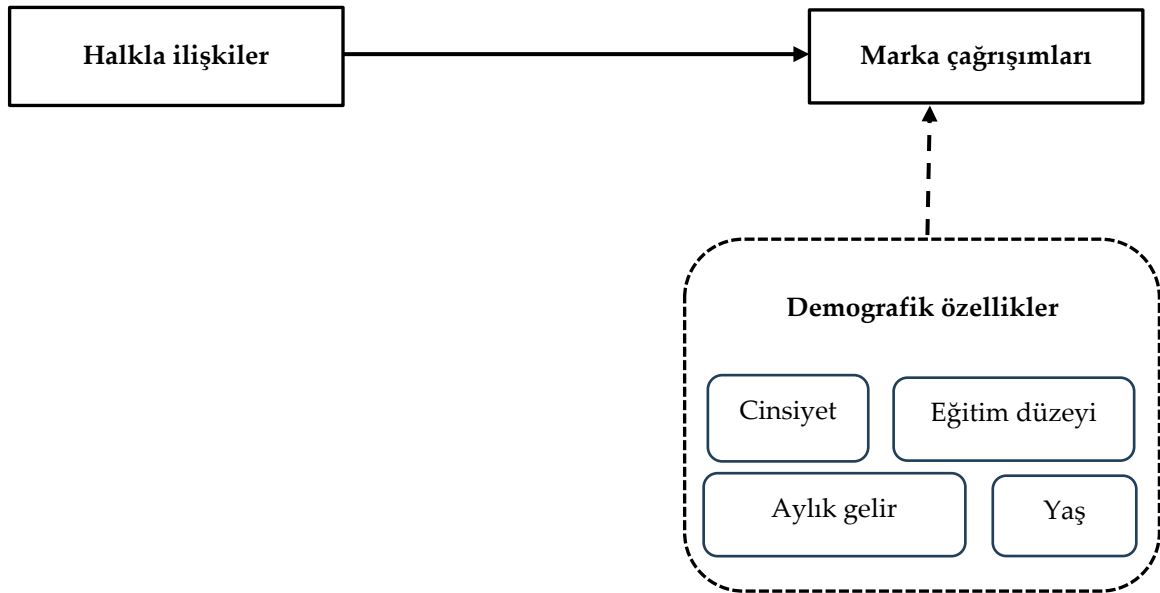 Halkla ilişkiler
Marka çağrışımları
Demografik özellikler
Cinsiyet
Eğitim düzeyi
Aylık gelir
Yaş